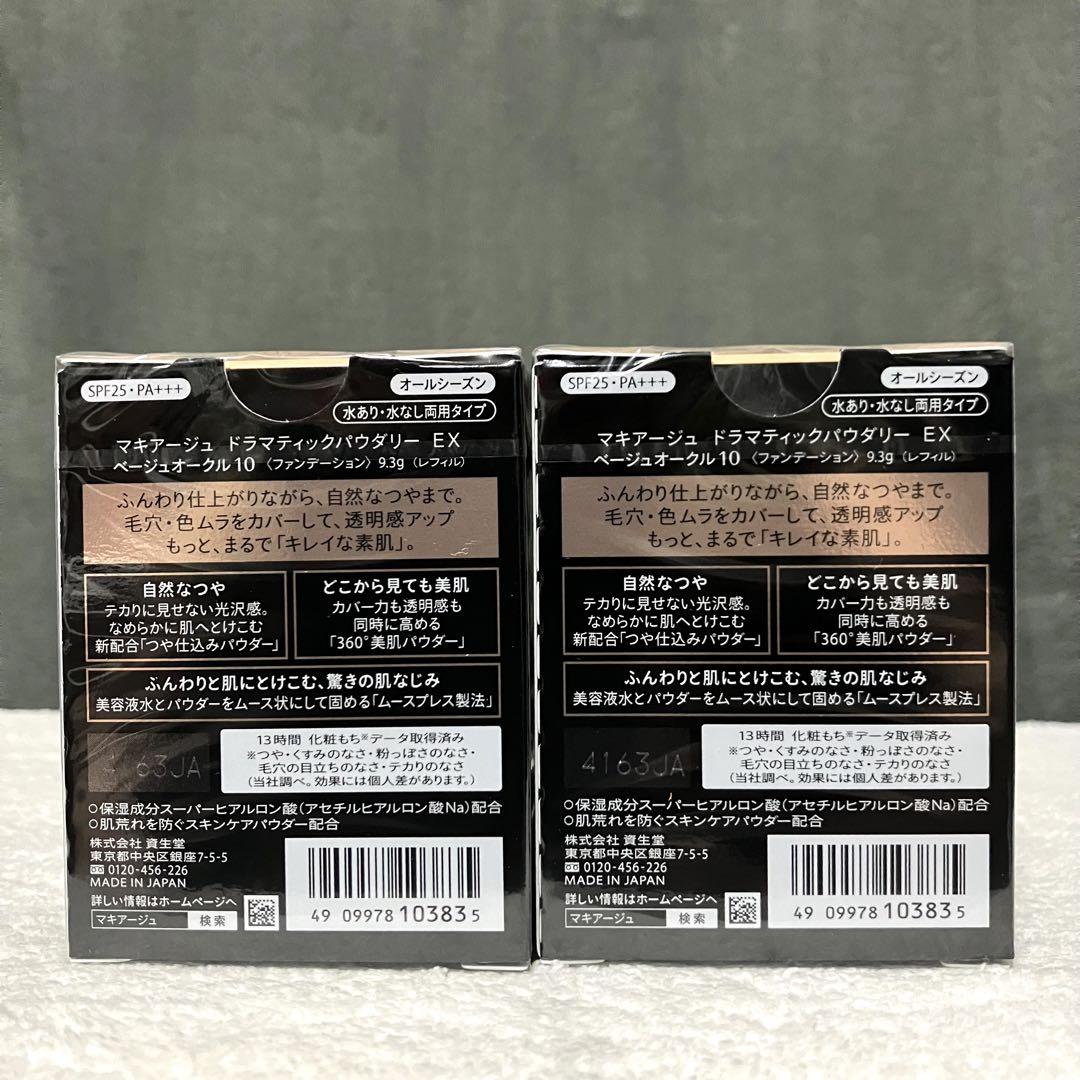 SPF25・PA+++
オールシーズン
水あり・水なし両用タイプ
マキアージュ ドラマティックパウダリー EX
ベージュオークル10 〈ファンデーション〉 9.3g (レフィル)
ふんわり仕上がりながら、自然なつやまで。
毛穴・色ムラをカバーして、透明感アップ
もっと、まるで「キレイな素肌」。
自然なつや
テカりに見せない光沢感。
なめらかに肌へとけこむ
新配合「つや仕込みパウダー」
どこから見ても美肌
カバー力も透明感も
同時に高める
「360°美肌パウダー」
ふんわりと肌にとけこむ、驚きの肌なじみ
美容液水とパウダーをムース状にして固める「ムースプレス製法」
63JA
13時間 化粧もち※データ取得済み
※つや・くすみのなさ・粉っぽさのなさ・
毛穴の目立ちのなさ・テカりのなさ
(当社調べ。効果には個人差があります。)
○保湿成分スーパーヒアルロン酸(アセチルヒアルロン酸Na)配合
○肌荒れを防ぐスキンケアパウダー配合
株式会社 資生堂
東京都中央区銀座7-5-5
0120-456-226
MADE IN JAPAN
詳しい情報はホームページへ
マキアージュ 検索
49 09978 10383 5
SPF25・PA+++
オールシーズン
水あり・水なし両用タイプ
マキアージュ ドラマティックパウダリー EX
ベージュオークル10 〈ファンデーション〉 9.3g (レフィル)
ふんわり仕上がりながら、自然なつやまで。
毛穴・色ムラをカバーして、透明感アップ
もっと、まるで「キレイな素肌」。
自然なつや
テカりに見せない光沢感。
なめらかに肌へとけこむ
新配合「つや仕込みパウダー」
どこから見ても美肌
カバー力も透明感も
同時に高める
「360°美肌パウダー」
ふんわりと肌にとけこむ、驚きの肌なじみ
美容液水とパウダーをムース状にして固める「ムースプレス製法」
4163JA
13時間 化粧もち※データ取得済み
※つや・くすみのなさ・粉っぽさのなさ・
毛穴の目立ちのなさ・テカりのなさ
(当社調べ。効果には個人差があります。)
○保湿成分スーパーヒアルロン酸(アセチルヒアルロン酸Na)配合
○肌荒れを防ぐスキンケアパウダー配合
株式会社 資生堂
東京都中央区銀座7-5-5
0120-456-226
MADE IN JAPAN
詳しい情報はホームページへ
マキアージュ 検索
49 09978 10383 5